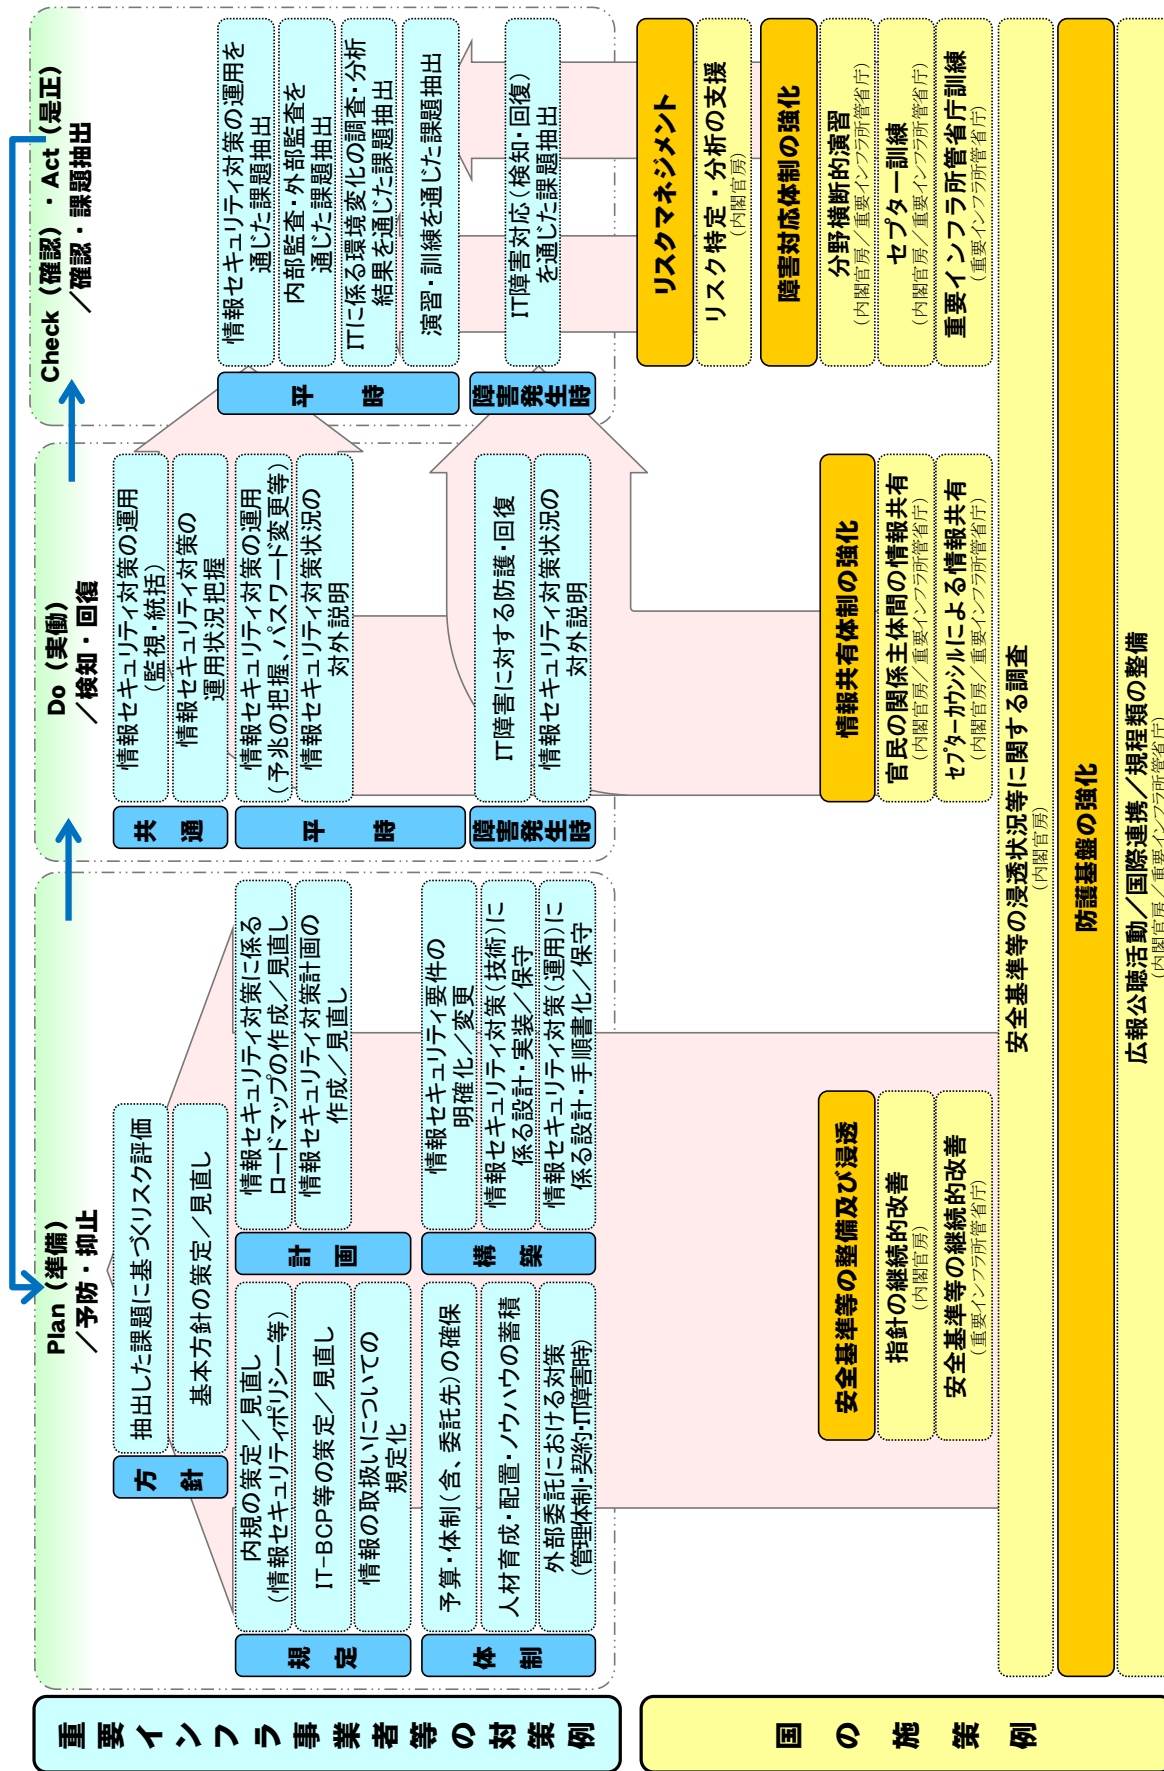 重要インフラ事業者等の対策例
Plan（準備）
／予防・抑止
方針
抽出した課題に基づくリスク評価
基本方針の策定／見直し
規定
内規の策定／見直し
（情報セキュリティポリシー等）
IT-BCP等の策定／見直し
情報の取扱いについての
規定化
計画
情報セキュリティ対策に係る
ロードマップの作成／見直し
情報セキュリティ対策計画の
作成／見直し
体制
予算・体制（含、委託先）の確保
人材育成・配置・ノウハウの蓄積
外部委託における対策
（管理体制・契約・IT障害時）
構築
情報セキュリティ要件の
明確化／変更
情報セキュリティ対策（技術）に
係る設計・実装／保守
情報セキュリティ対策（運用）に
係る設計・手順書化／保守
Do（実働）
／検知・回復
共通
情報セキュリティ対策の運用
（監視・統括）
情報セキュリティ対策の
運用状況把握
平時
情報セキュリティ対策の運用
（予兆の把握、パスワード変更等）
情報セキュリティ対策状況の
対外説明
障害発生時
IT障害に対する防護・回復
情報セキュリティ対策状況の
対外説明
Check（確認）・Act（是正）
／確認・課題抽出
平時
情報セキュリティ対策の運用を
通じた課題抽出
内部監査・外部監査を
通じた課題抽出
ITに係る環境変化の調査・分析
結果を通じた課題抽出
演習・訓練を通じた課題抽出
障害発生時
IT障害対応（検知・回復）
を通じた課題抽出
国の施策例
安全基準等の整備及び浸透
指針の継続的改善
（内閣官房）
安全基準等の継続的改善
（重要インフラ所管省庁）
情報共有体制の強化
官民の関係主体間の情報共有
（内閣官房／重要インフラ所管省庁）
セプターカウンシルによる情報共有
（内閣官房／重要インフラ所管省庁）
リスクマネジメント
リスク特定・分析の支援
（内閣官房）
障害対応体制の強化
分野横断的演習
（内閣官房／重要インフラ所管省庁）
セプター訓練
（内閣官房／重要インフラ所管省庁）
重要インフラ所管省庁訓練
（重要インフラ所管省庁）
安全基準等の浸透状況等に関する調査
（内閣官房）
防護基盤の強化
広報公聴活動／国際連携／規程類の整備
（内閣官房／重要インフラ所管省庁）